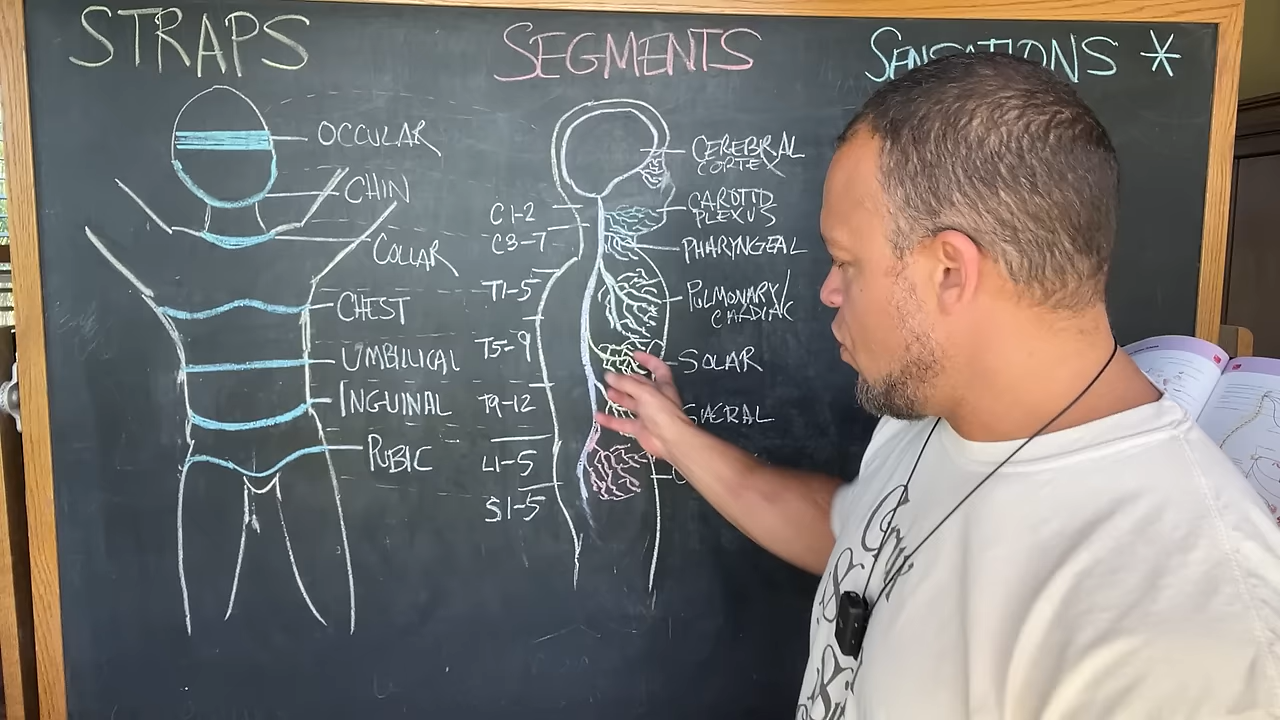 STRAPS
SEGMENTS
SENSATIONS *
OCCULAR
CHIN
COLLAR
CHEST
UMBILICAL
INGUINAL
PUBIC
C1-2
C3-7
T1-5
T5-9
T9-12
L1-5
S1-5
CEREBRAL
CORTEX
CAROTID
PLEXUS
PHARYNGEAL
PULMONARY/
CARDIAC
SOLAR
SACRAL